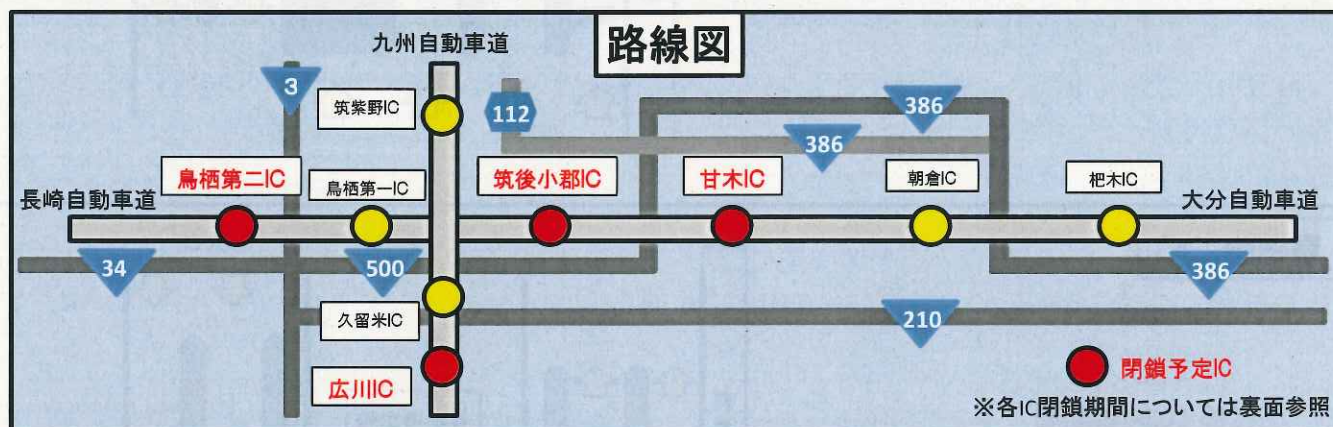 路線図
九州自動車道
3
筑紫野IC
112
386
386
鳥栖第二IC
鳥栖第一IC
筑後小郡IC
甘木IC
朝倉IC
杷木IC
長崎自動車道
大分自動車道
34
500
386
久留米IC
210
広川IC
閉鎖予定IC
※各IC閉鎖期間については裏面参照